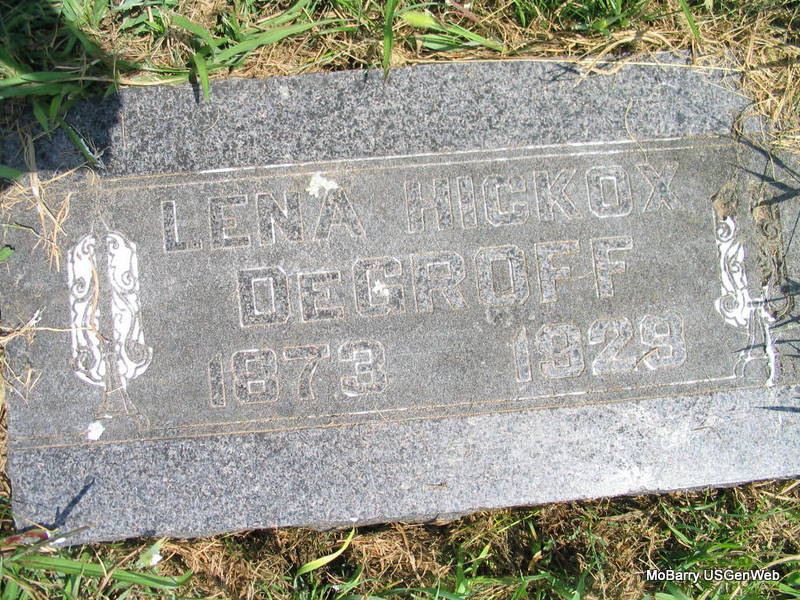 LENA HICKOX
DeGROFF
1873 1929
MoBarry USGenWeb